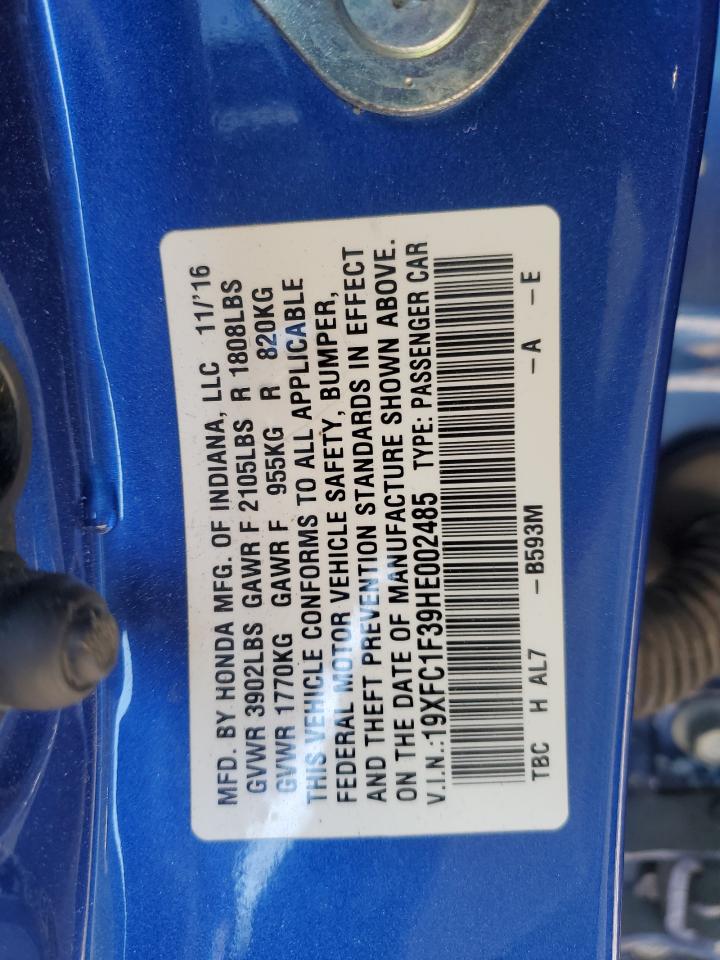 MFD. BY HONDA MFG. OF INDIANA, LLC 11/'16
GVWR 3902LBS GAWR F 2105LBS R 1808LBS
GVWR 1770KG GAWR F 955KG R 820KG
THIS VEHICLE CONFORMS TO ALL APPLICABLE
FEDERAL MOTOR VEHICLE SAFETY, BUMPER,
AND THEFT PREVENTION STANDARDS IN EFFECT
ON THE DATE OF MANUFACTURE SHOWN ABOVE.
V.I.N.:19XFC1F39HE002485 TYPE: PASSENGER CAR
TBC H AL7 -B593M -A -E